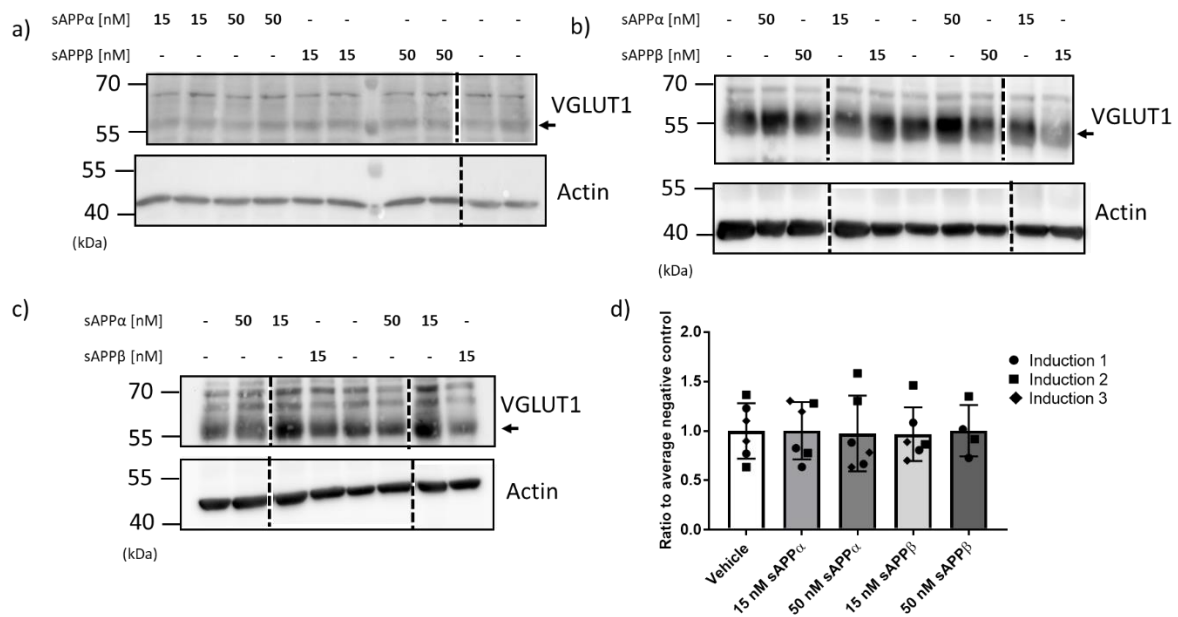 a)
sAPPα [nM] 15 15 50 50 - - - - - -
sAPPβ [nM] - - - - 15 15 50 50 - -
70
55
VGLUT1
55
40
Actin
(kDa)
b)
sAPPα [nM] - 50 - 15 - - 50 - 15 -
sAPPβ [nM] - - 50 - 15 - - 50 - 15
70
55
VGLUT1
55
40
Actin
(kDa)
c)
sAPPα [nM] - 50 15 - - 50 15 -
sAPPβ [nM] - - - 15 - - - 15
70
55
VGLUT1
55
40
Actin
(kDa)
d)
Ratio to average negative control
2.0
1.5
1.0
0.5
0.0
Vehicle
15 nM sAPPα
50 nM sAPPα
15 nM sAPPβ
50 nM sAPPβ
Induction 1
Induction 2
Induction 3